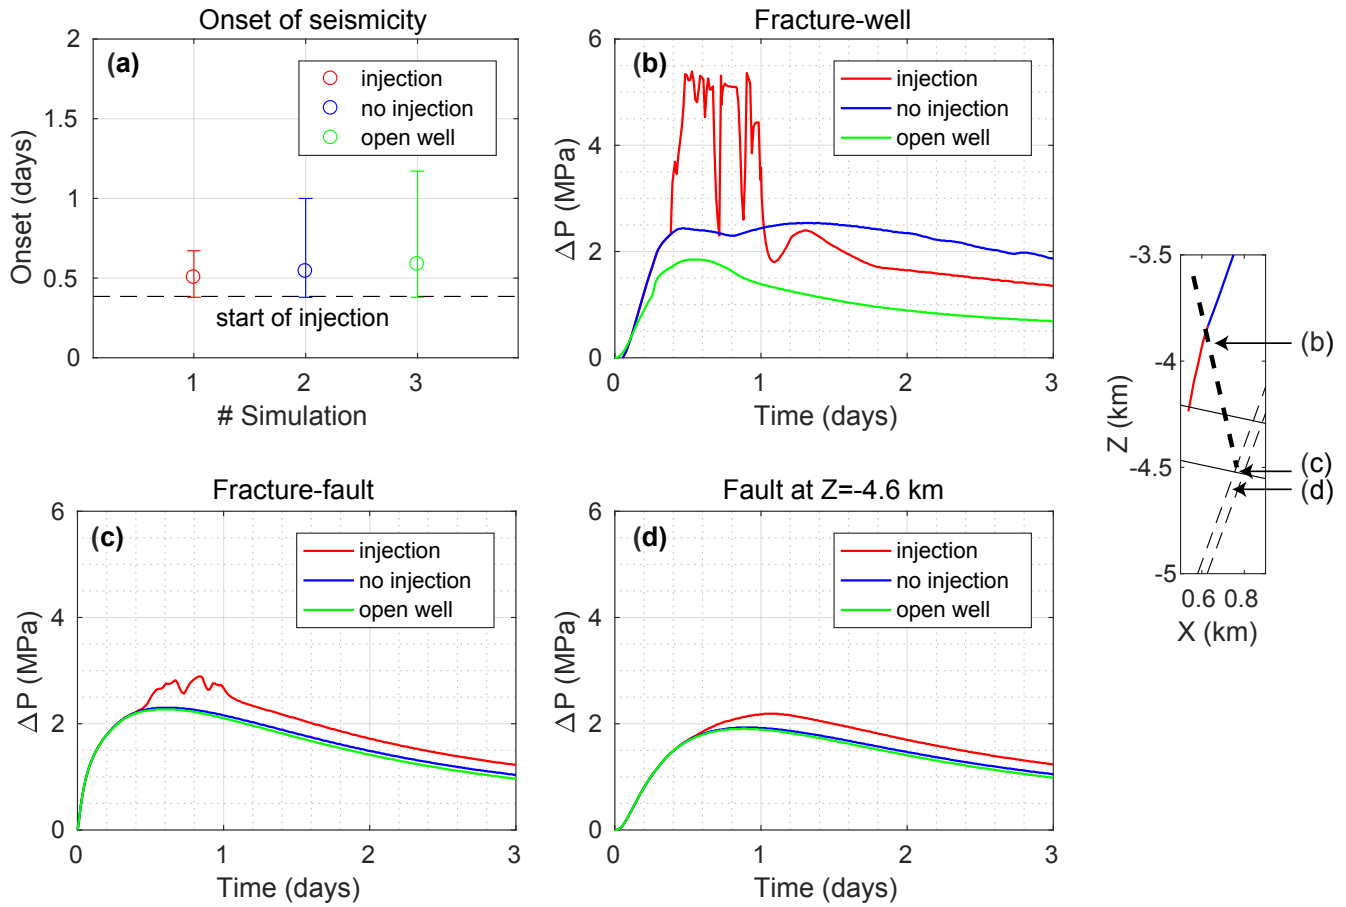 Onset of seismicity
(a)
2
1.5
1
0.5
0
Onset (days)
injection
no injection
open well
start of injection
1
2
3
# Simulation
Fracture-well
(b)
6
4
2
0
ΔP (MPa)
injection
no injection
open well
0
1
2
3
Time (days)
-3.5
-4
-4.5
-5
Z (km)
(b)
(c)
(d)
0.6
0.8
X (km)
Fracture-fault
(c)
6
4
2
0
ΔP (MPa)
injection
no injection
open well
0
1
2
3
Time (days)
Fault at Z=-4.6 km
(d)
6
4
2
0
ΔP (MPa)
injection
no injection
open well
0
1
2
3
Time (days)